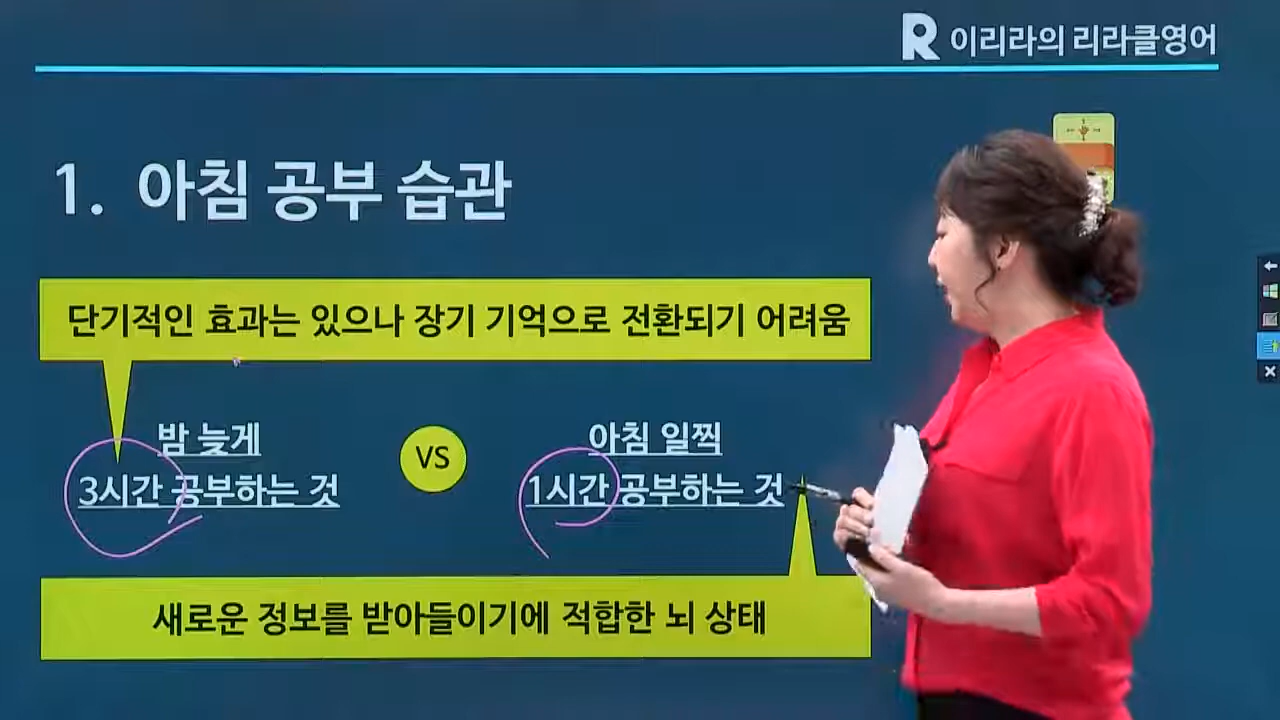 R 이리라의 리라클영어
1. 아침 공부 습관
단기적인 효과는 있으나 장기 기억으로 전환되기 어려움
밤 늦게
3시간 공부하는 것
VS
아침 일찍
1시간 공부하는 것
새로운 정보를 받아들이기에 적합한 뇌 상태